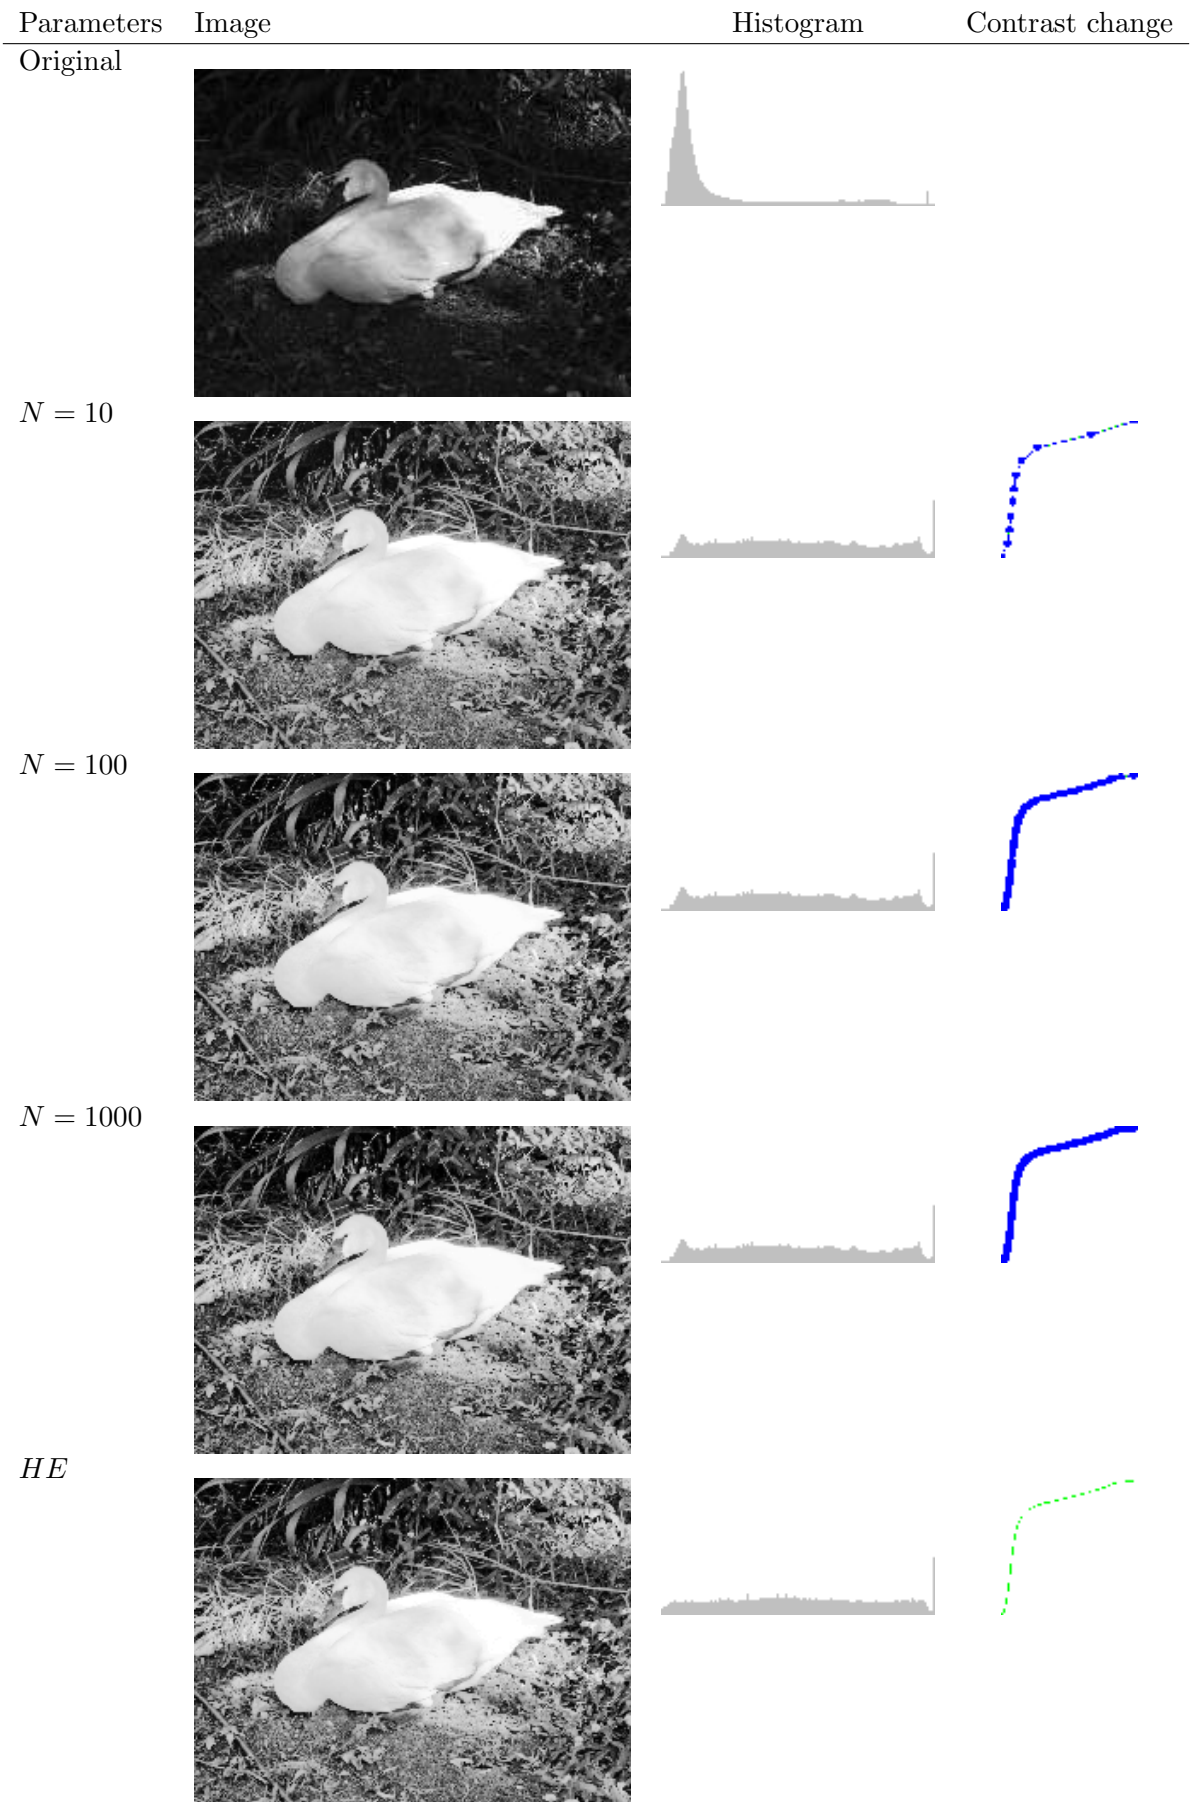 Parameters Image Histogram Contrast change
Original
N = 10
N = 100
N = 1000
HE